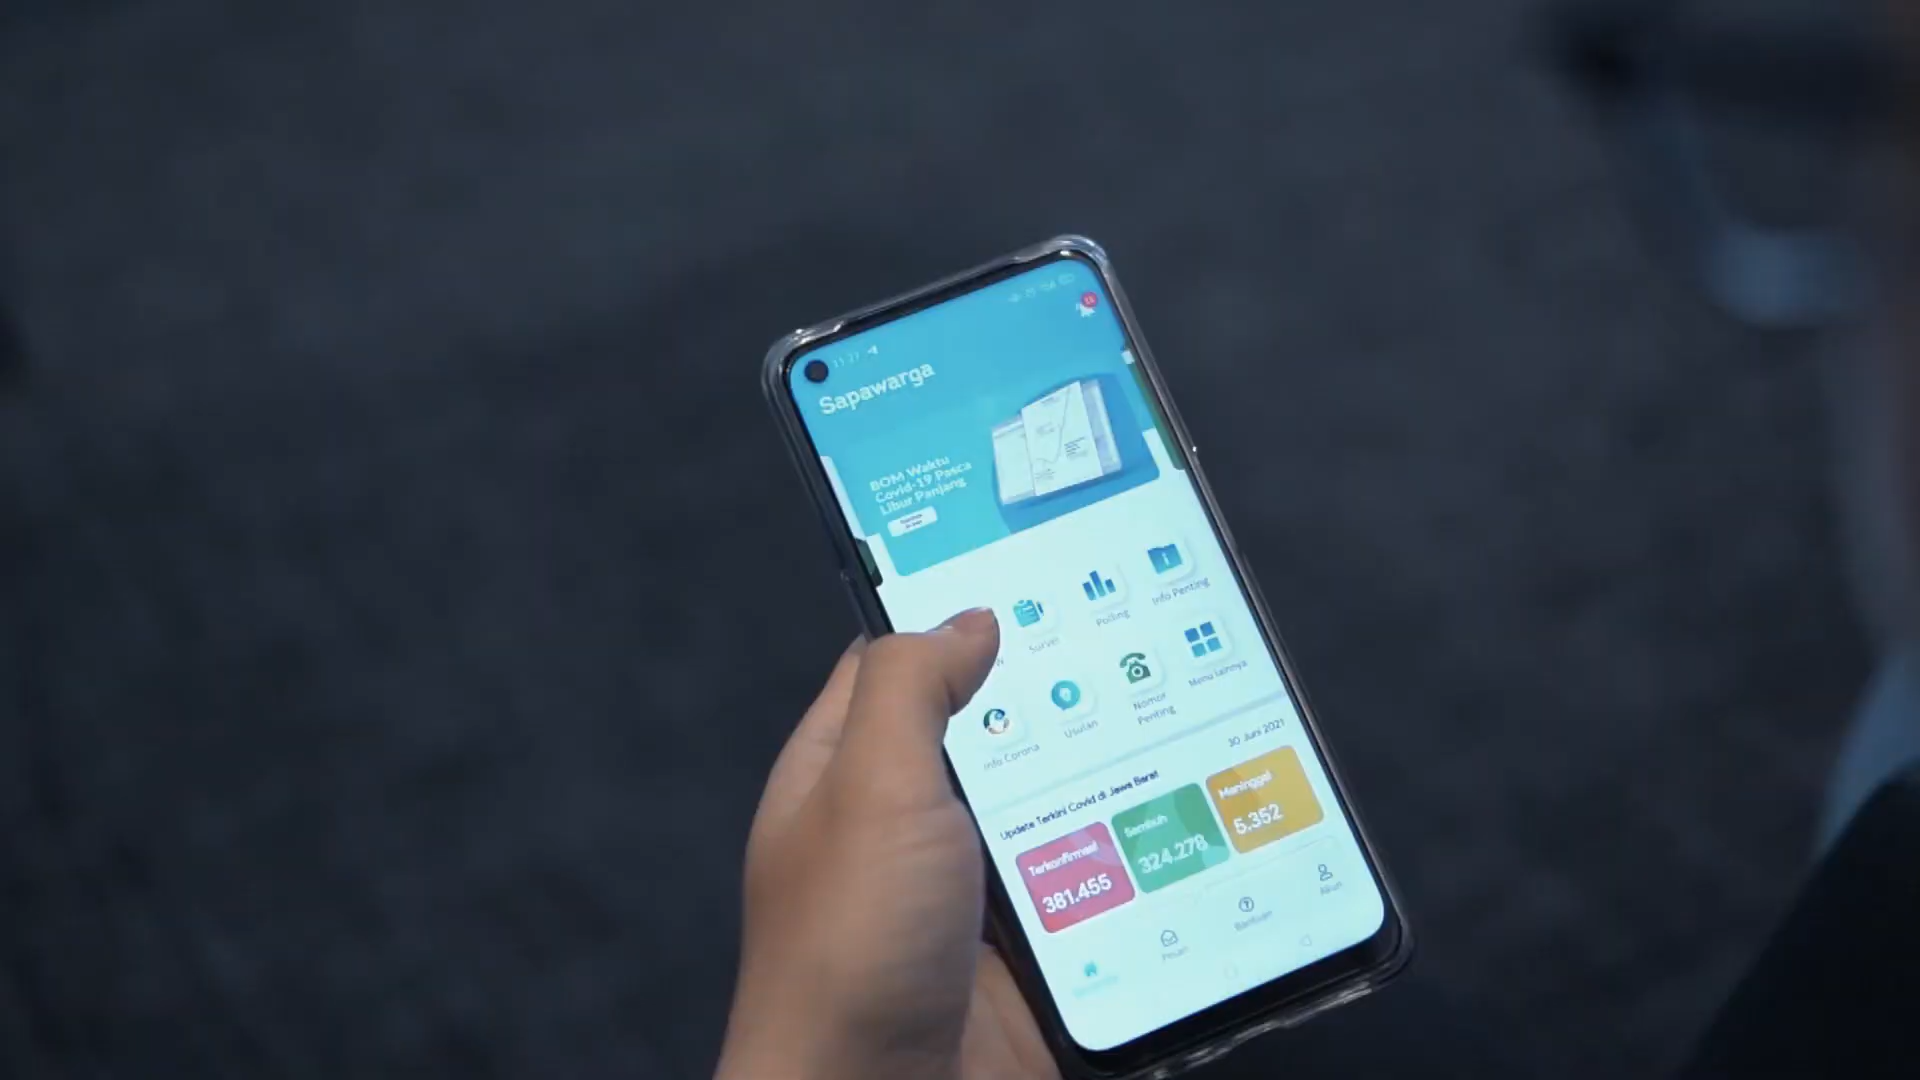 11:27
Sapawarga
BOM Waktu
Covid-19 Pasca
Libur Panjang
W
Survei
Polling
Info Penting
Info Corona
Usulan
Nomor
Penting
Menu lainnya
30 Juni 2021
Update Terkini Covid di Jawa Barat
Terkonfirmasi
381.455
Sembuh
324.278
Meninggal
5.352
Pesan
Bantuan
Akun